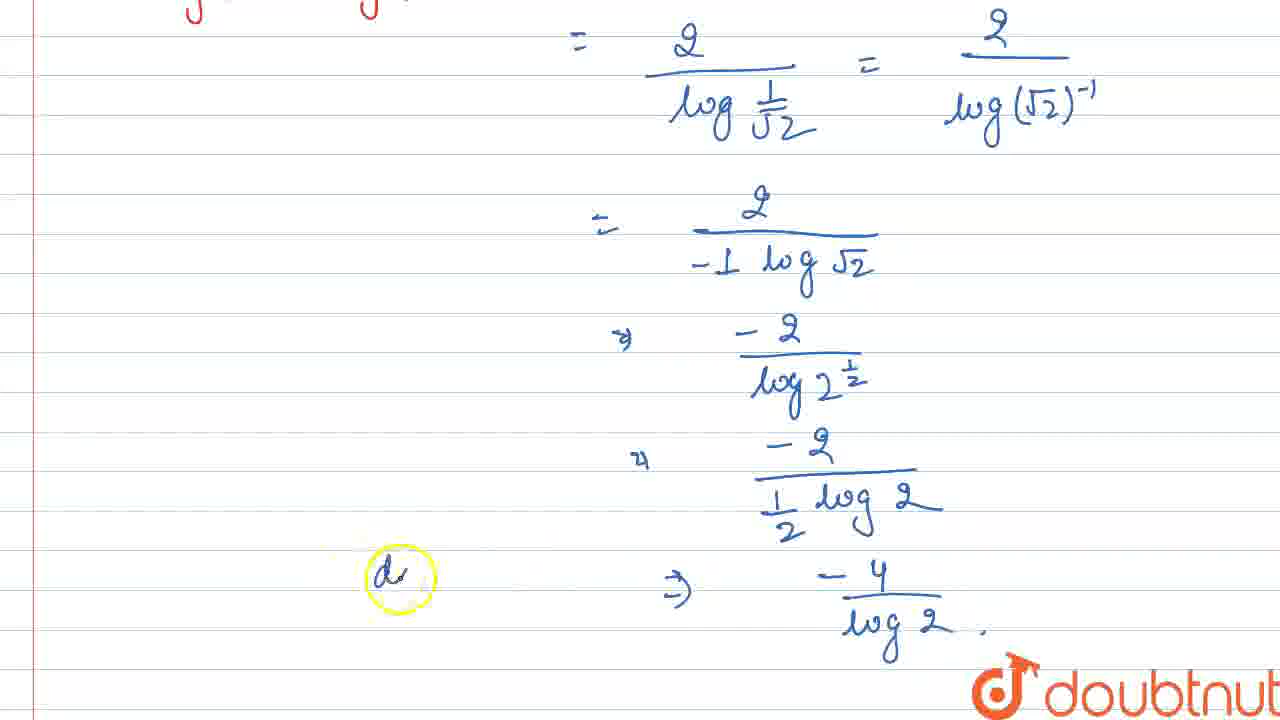 = 2 / log 1/√2 = 2 / log(√2)⁻¹
= 2 / -1 log √2
⇒ -2 / log 2^(1/2)
⇒ -2 / 1/2 log 2
⇒ -4 / log 2 .
doubtnut